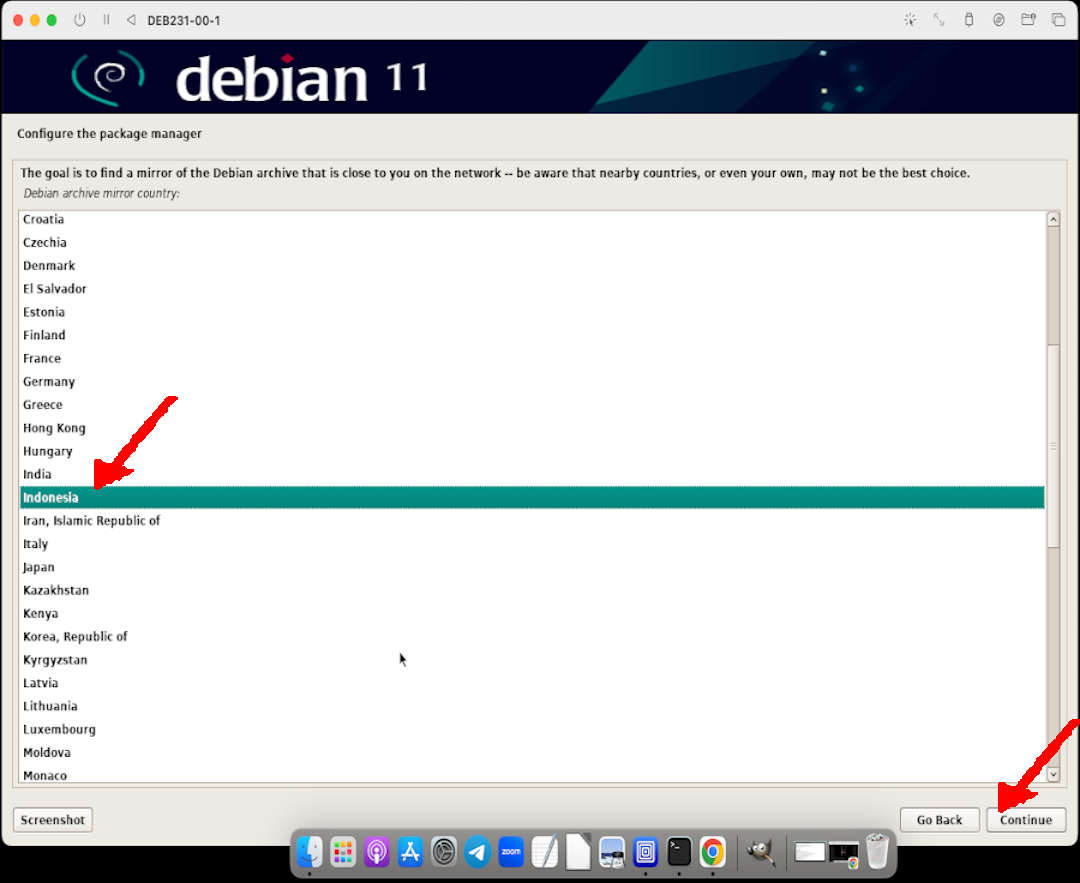 DEB231-00-1
debian 11
Configure the package manager
The goal is to find a mirror of the Debian archive that is close to you on the network -- be aware that nearby countries, or even your own, may not be the best choice.
Debian archive mirror country:
Croatia
Czechia
Denmark
El Salvador
Estonia
Finland
France
Germany
Greece
Hong Kong
Hungary
India
Indonesia
Iran, Islamic Republic of
Italy
Japan
Kazakhstan
Kenya
Korea, Republic of
Kyrgyzstan
Latvia
Lithuania
Luxembourg
Moldova
Monaco
Screenshot
Go Back
Continue
zoom